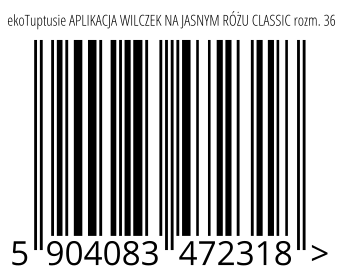 ekoTuptusie APLIKACJA WILCZEK NA JASNYM RÓŻU CLASSIC rozm. 36
5 904083 472318 >